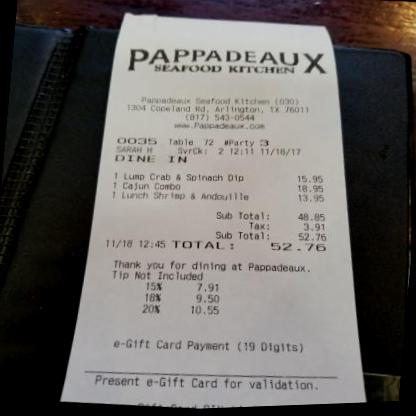 PAPPADEAUX
SEAFOOD KITCHEN
Pappadeaux Seafood Kitchen (030)
1304 Copeland Rd, Arlington, TX 76011
(817) 543-0544
www.Pappadeaux.com
0035 Table 72 #Party 3
SARAH M SvrCk: 2 12:11 11/18/17
DINE IN
1 Lump Crab & Spinach Dip 15.95
1 Cajun Combo 18.95
1 Lunch Shrimp & Andouille 13.95
Sub Total: 48.85
Tax: 3.91
Sub Total: 52.76
11/18 12:45 TOTAL: 52.76
Thank you for dining at Pappadeaux.
Tip Not Included
15% 7.91
18% 9.50
20% 10.55
e-Gift Card Payment (19 Digits)
Present e-Gift Card for validation.